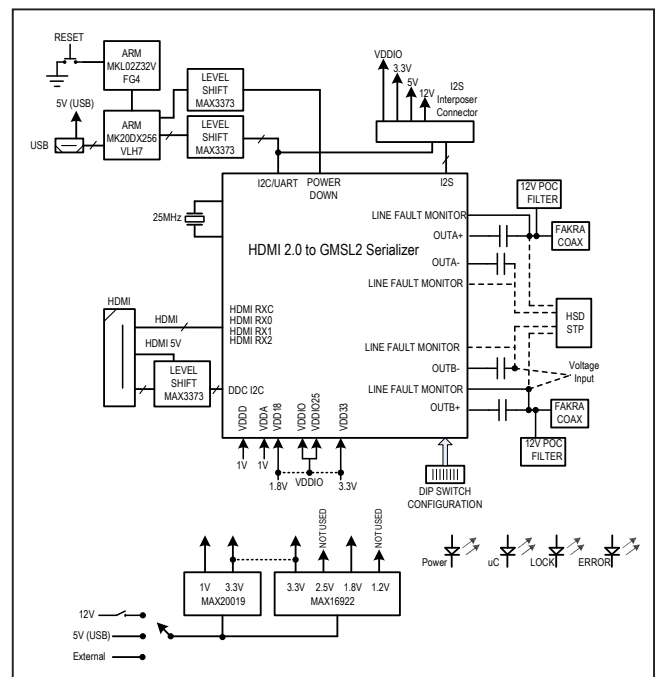 RESET
ARM
MKL02Z32V
FG4
5V (USB)
USB
ARM
MK20DX256
VLH7
LEVEL
SHIFT
MAX3373
LEVEL
SHIFT
MAX3373
VDDIO
3.3V
5V
12V
I2S
Interposer
Connector
I2C/UART
POWER
DOWN
I2S
25MHz
HDMI 2.0 to GMSL2 Serializer
LINE FAULT MONITOR
OUTA+
OUTA-
LINE FAULT MONITOR
12V POC
FILTER
FAKRA
COAX
HSD
STP
HDMI
HDMI
HDMI 5V
LEVEL
SHIFT
MAX3373
HDMI RXC
HDMI RX0
HDMI RX1
HDMI RX2
DDC I2C
LINE FAULT MONITOR
OUTB-
LINE FAULT MONITOR
OUTB+
Voltage
Input
FAKRA
COAX
12V POC
FILTER
VDDD
VDDA
VDD18
VDDIO
VDDIO25
VDD33
1V
1V
1.8V
VDDIO
3.3V
DIP SWITCH
CONFIGURATION
1V
3.3V
MAX20019
NOT USED
NOT USED
3.3V
2.5V
1.8V
1.2V
MAX16922
Power
uC
LOCK
ERROR
12V
5V (USB)
External